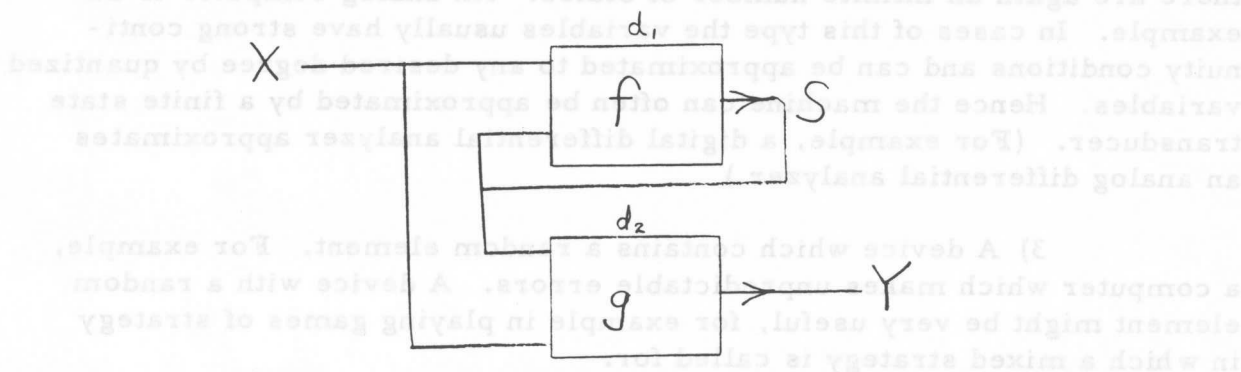 there are again an infinite number of states. An analog computer is an
example. In cases of this type the variables usually have strong conti-
nuity conditions and can be approximated to any desired degree by quantized
variables. Hence the machine can often be approximated by a finite state
transducer. (For example, a digital differential analyzer approximates
an analog differential analyzer.)
d₁
X
f
S
d₂
3) A device which contains a random element. For example,
a computer which makes unpredictable errors. A device with a random
element might be very useful, for example in playing games of strategy
in which a mixed strategy is called for.
g
Y